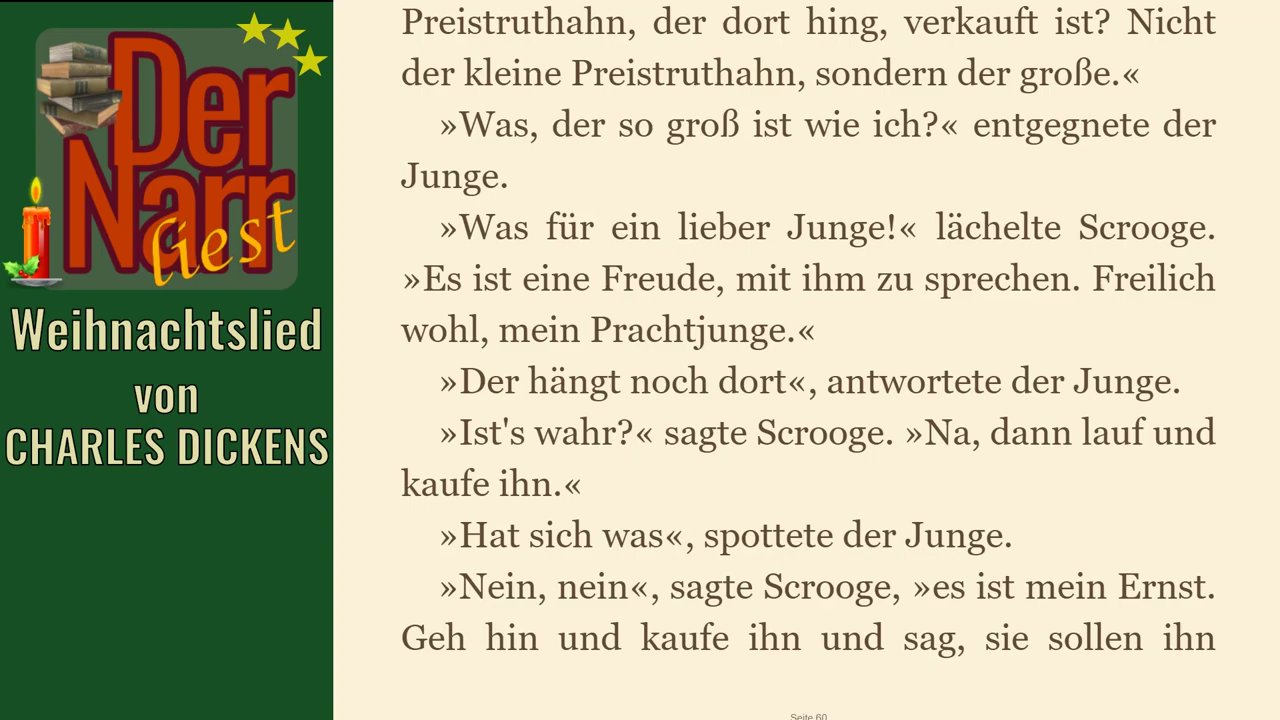 Der
Narr
liest
Weihnachtslied
von
CHARLES DICKENS
Preistruthahn, der dort hing, verkauft ist? Nicht
der kleine Preistruthahn, sondern der große.«
»Was, der so groß ist wie ich?« entgegnete der
Junge.
»Was für ein lieber Junge!« lächelte Scrooge.
»Es ist eine Freude, mit ihm zu sprechen. Freilich
wohl, mein Prachtjunge.«
»Der hängt noch dort«, antwortete der Junge.
»Ist's wahr?« sagte Scrooge. »Na, dann lauf und
kaufe ihn.«
»Hat sich was«, spottete der Junge.
»Nein, nein«, sagte Scrooge, »es ist mein Ernst.
Geh hin und kaufe ihn und sag, sie sollen ihn
Seite 60